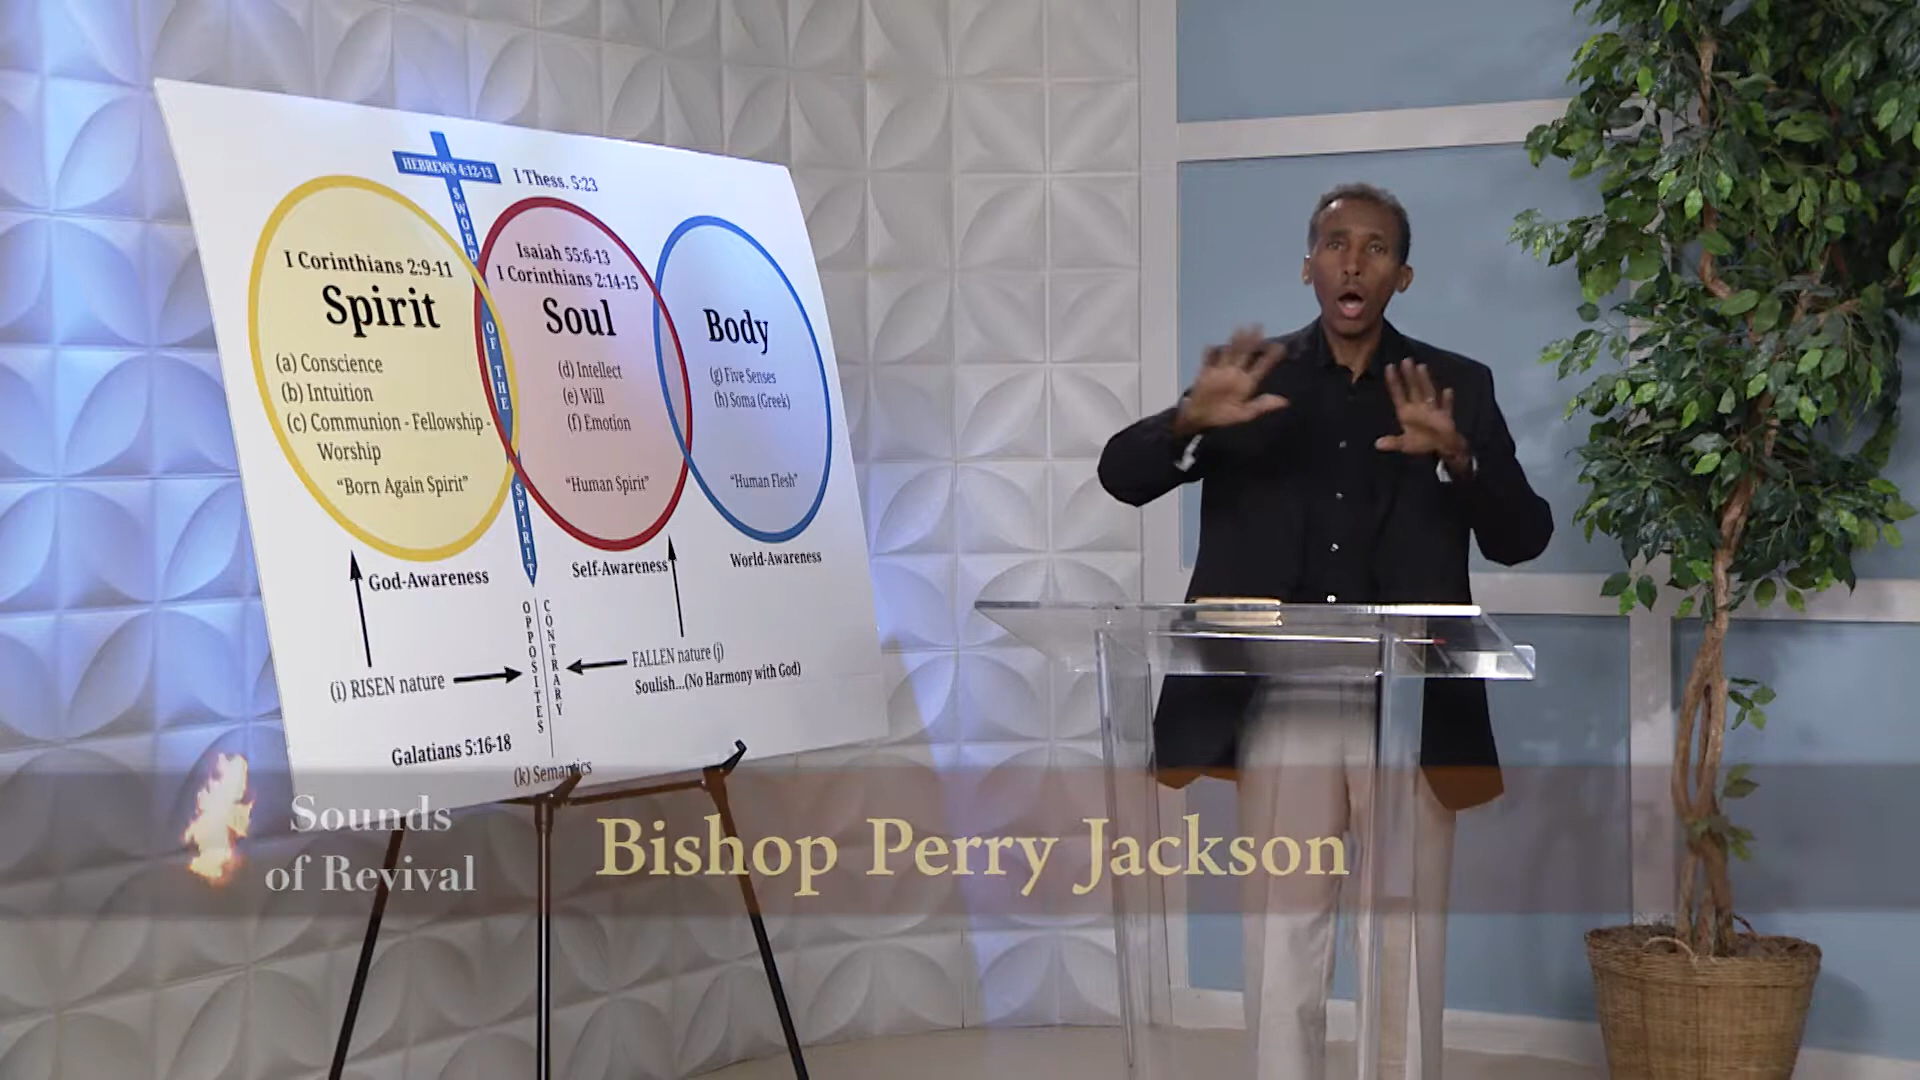 HEBREWS 4:12-13
I Thess. 5:23
SWORD OF THE SPIRIT
I Corinthians 2:9-11
Spirit
(a) Conscience
(b) Intuition
(c) Communion - Fellowship -
Worship
“Born Again Spirit”
God-Awareness
Isaiah 55:6-13
I Corinthians 2:14-15
Soul
(d) Intellect
(e) Will
(f) Emotion
“Human Spirit”
Self-Awareness
Body
(g) Five Senses
(h) Soma (Greek)
“Human Flesh”
World-Awareness
OPPOSITES
CONTRARY
(i) RISEN nature
FALLEN nature (j)
Soulish...(No Harmony with God)
Galatians 5:16-18
(k) Semantics
Sounds
of Revival
Bishop Perry Jackson